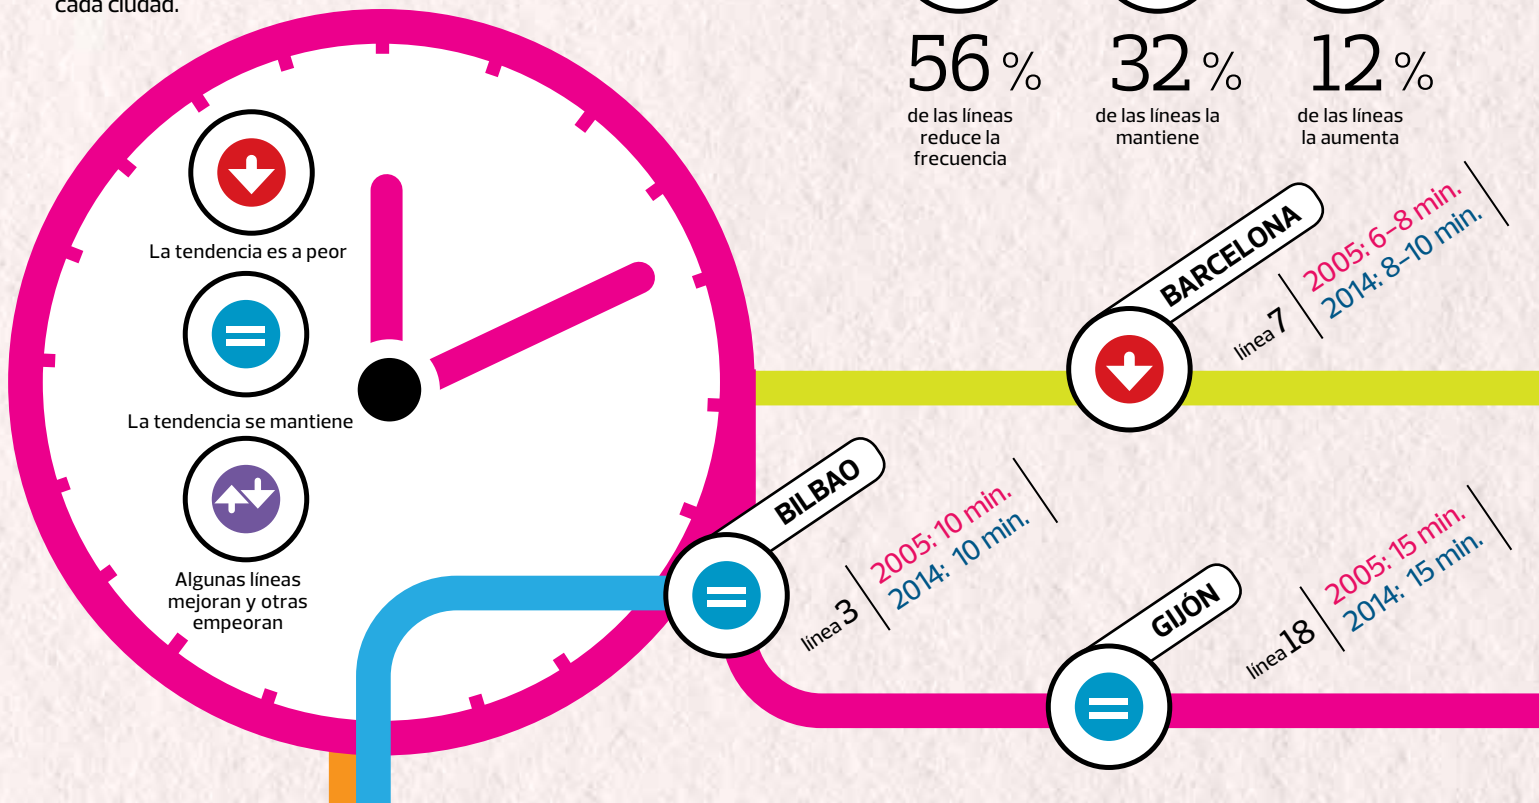 cada ciudad.
56 %
de las líneas
reduce la
frecuencia
32 %
de las líneas la
mantiene
12 %
de las líneas
la aumenta
La tendencia es a peor
La tendencia se mantiene
Algunas líneas
mejoran y otras
empeoran
BARCELONA
línea 7
2005: 6–8 min.
2014: 8–10 min.
BILBAO
línea 3
2005: 10 min.
2014: 10 min.
GIJÓN
línea 18
2005: 15 min.
2014: 15 min.